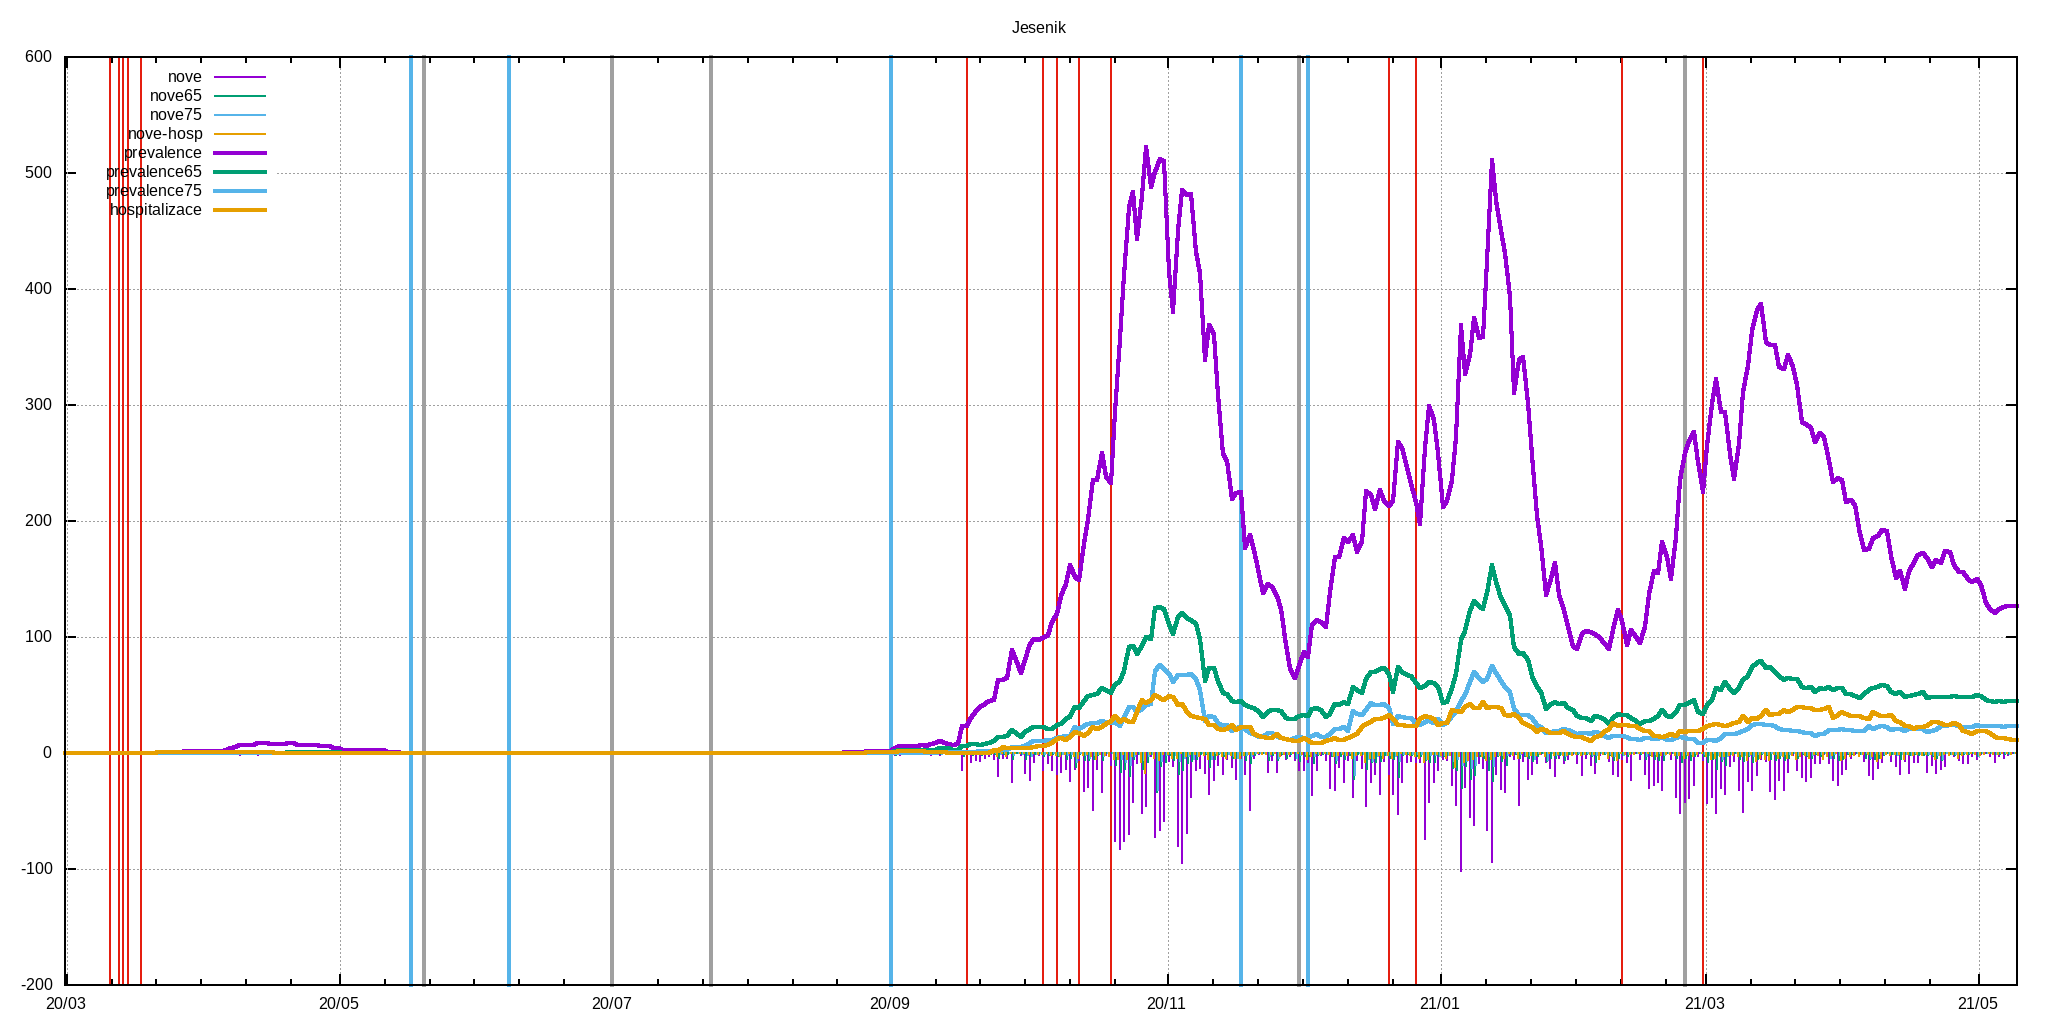 Jesenik
600
500
400
300
200
100
0
-100
-200
nove
nove65
nove75
nove-hosp
prevalence
prevalence65
prevalence75
hospitalizace
20/03 20/05 20/07 20/09 20/11 21/01 21/03 21/05